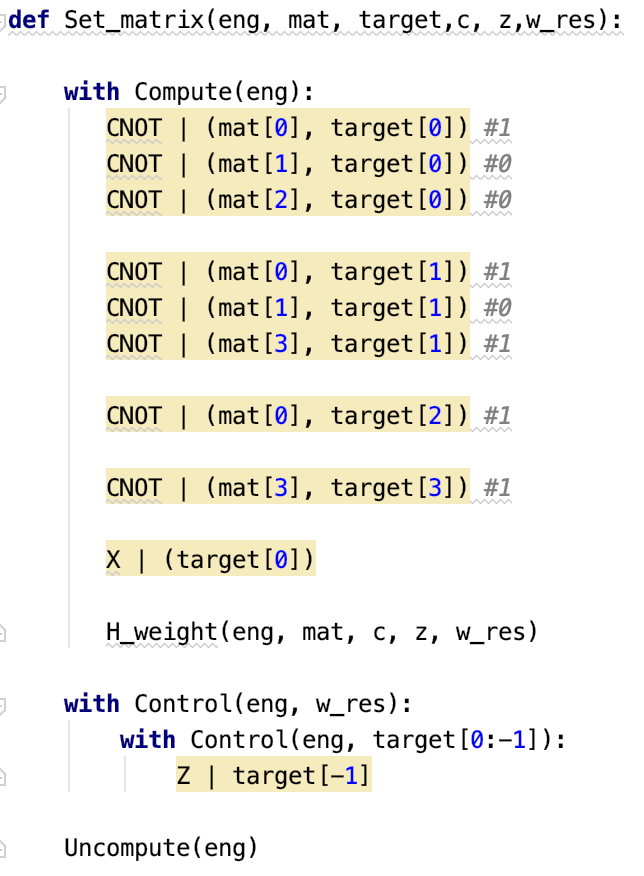 def Set_matrix(eng, mat, target,c, z,w_res):
with Compute(eng):
CNOT | (mat[0], target[0]) #1
CNOT | (mat[1], target[0]) #0
CNOT | (mat[2], target[0]) #0
CNOT | (mat[0], target[1]) #1
CNOT | (mat[1], target[1]) #0
CNOT | (mat[3], target[1]) #1
CNOT | (mat[0], target[2]) #1
CNOT | (mat[3], target[3]) #1
X | (target[0])
H_weight(eng, mat, c, z, w_res)
with Control(eng, w_res):
with Control(eng, target[0:-1]):
Z | target[-1]
Uncompute(eng)